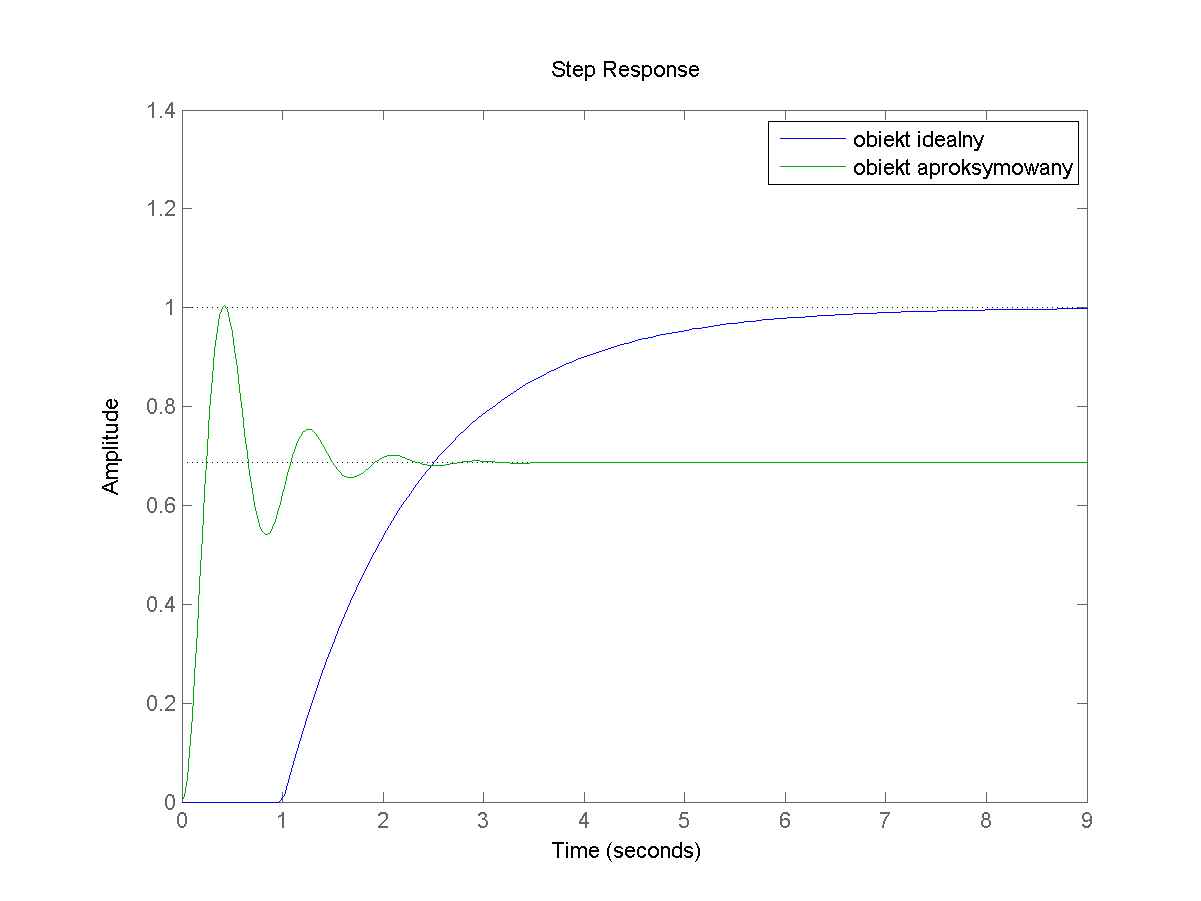 Step Response
obiekt idealny
obiekt aproksymowany
1.4
1.2
1
0.8
0.6
0.4
0.2
0
Amplitude
0 1 2 3 4 5 6 7 8 9
Time (seconds)